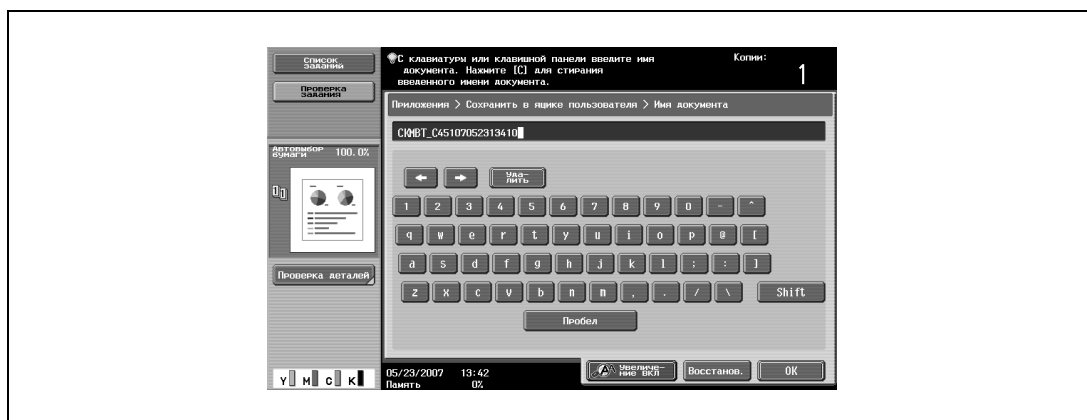 Список
заданий
Проверка
задания
Автовыбор
бумаги 100.0%
Проверка деталей
Y M C K
С клавиатуры или клавишной панели введите имя
документа. Нажмите [C] для стирания
введенного имени документа.
Копии:
1
Приложения > Сохранить в ящике пользователя > Имя документа
CKMBT_C45107052313410
← → Уда-
лить
1 2 3 4 5 6 7 8 9 0 - ^
q w e r t y u i o p @ [
a s d f g h j k l ; : ]
z x c v b n m , . / \ Shift
Пробел
05/23/2007 13:42
Память 0%
Увеличе-
ние ВКЛ
Восстанов.
OK